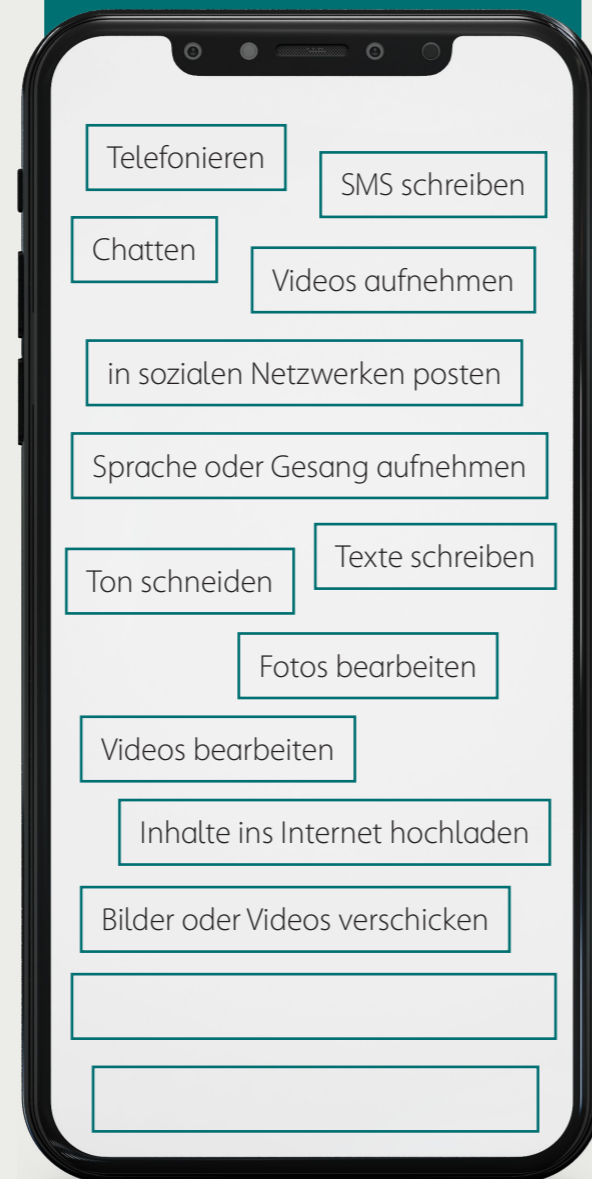 Telefonieren
SMS schreiben
Chatten
Videos aufnehmen
in sozialen Netzwerken posten
Sprache oder Gesang aufnehmen
Texte schreiben
Ton schneiden
Fotos bearbeiten
Videos bearbeiten
Inhalte ins Internet hochladen
Bilder oder Videos verschicken